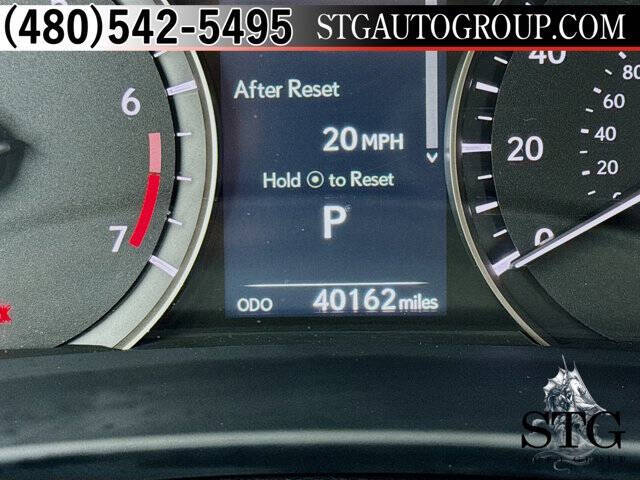 (480)542-5495 STGAUTOGROUP.COM
After Reset
20 MPH
Hold to Reset
P
ODO 40162 miles
6
7
40
20
0
80
60
40
20
STG